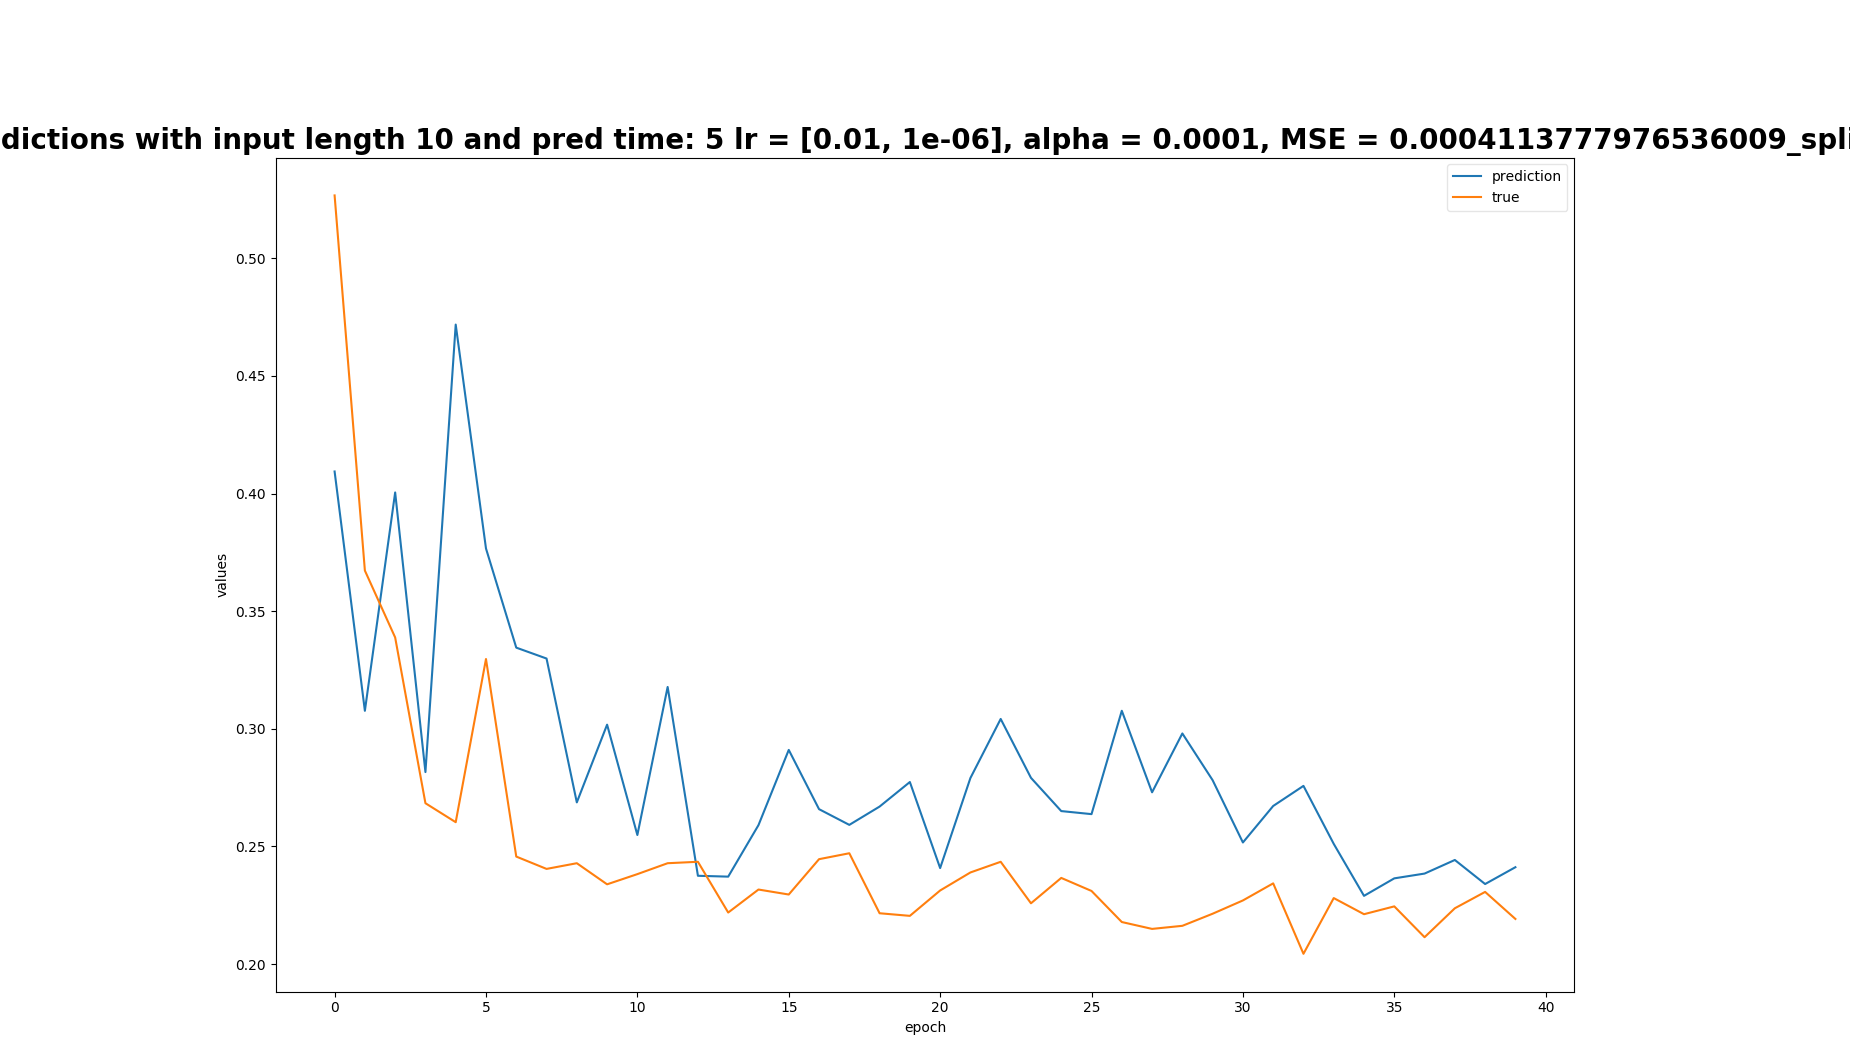 dictions with input length 10 and pred time: 5 lr = [0.01, 1e-06], alpha = 0.0001, MSE = 0.0004113777976536009_spli
prediction
true
0.50
0.45
0.40
0.35
0.30
0.25
0.20
values
0 5 10 15 20 25 30 35 40
epoch